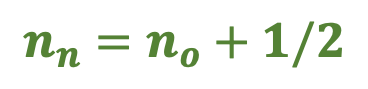 nₙ = nₒ + 1/2